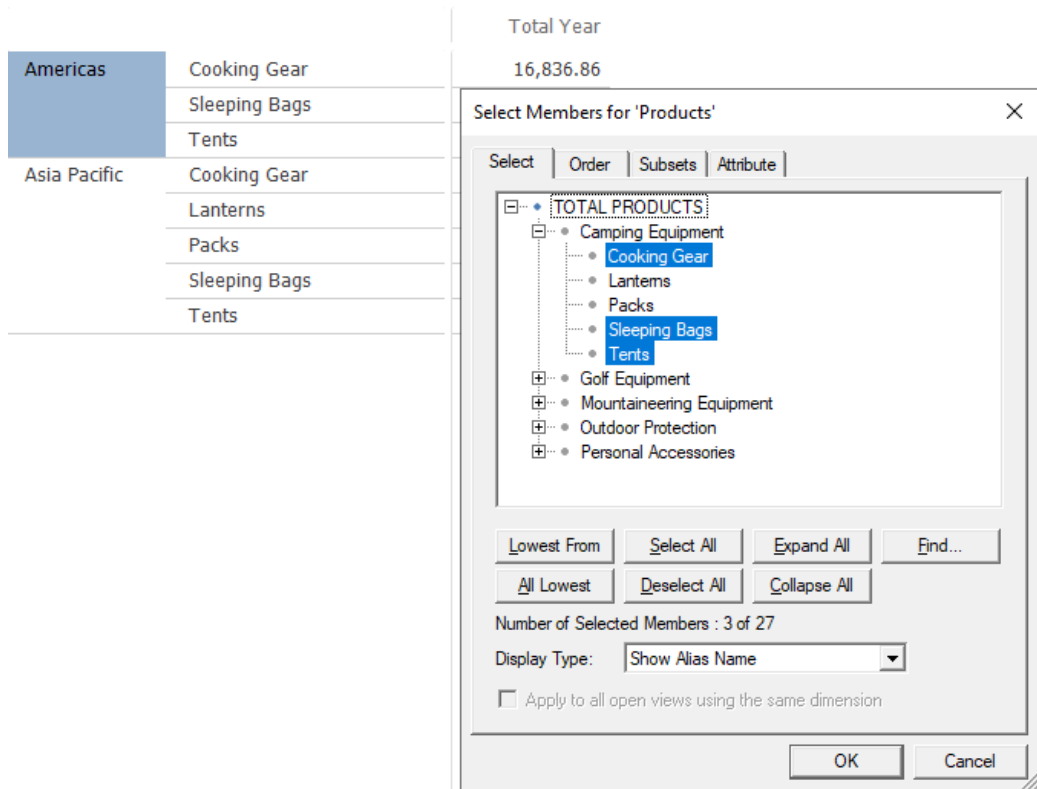 Total Year
Americas Cooking Gear 16,836.86
Sleeping Bags
Tents
Asia Pacific Cooking Gear
Lanterns
Packs
Sleeping Bags
Tents
Select Members for 'Products'
Select Order Subsets Attribute
TOTAL PRODUCTS
Camping Equipment
Cooking Gear
Lanterns
Packs
Sleeping Bags
Tents
Golf Equipment
Mountaineering Equipment
Outdoor Protection
Personal Accessories
Lowest From Select All Expand All Find...
All Lowest Deselect All Collapse All
Number of Selected Members : 3 of 27
Display Type: Show Alias Name
Apply to all open views using the same dimension
OK Cancel